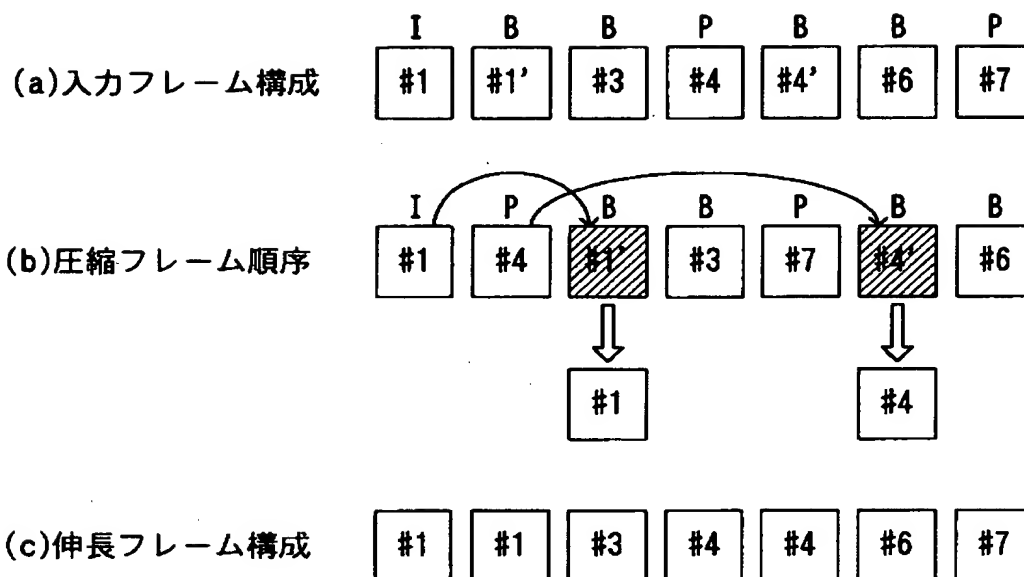 I B B P B B P
(a)入力フレーム構成 #1 #1' #3 #4 #4' #6 #7
I P B B P B B
(b)圧縮フレーム順序 #1 #4 #1' #3 #7 #4' #6
#1 #4
(c)伸長フレーム構成 #1 #1 #3 #4 #4 #6 #7